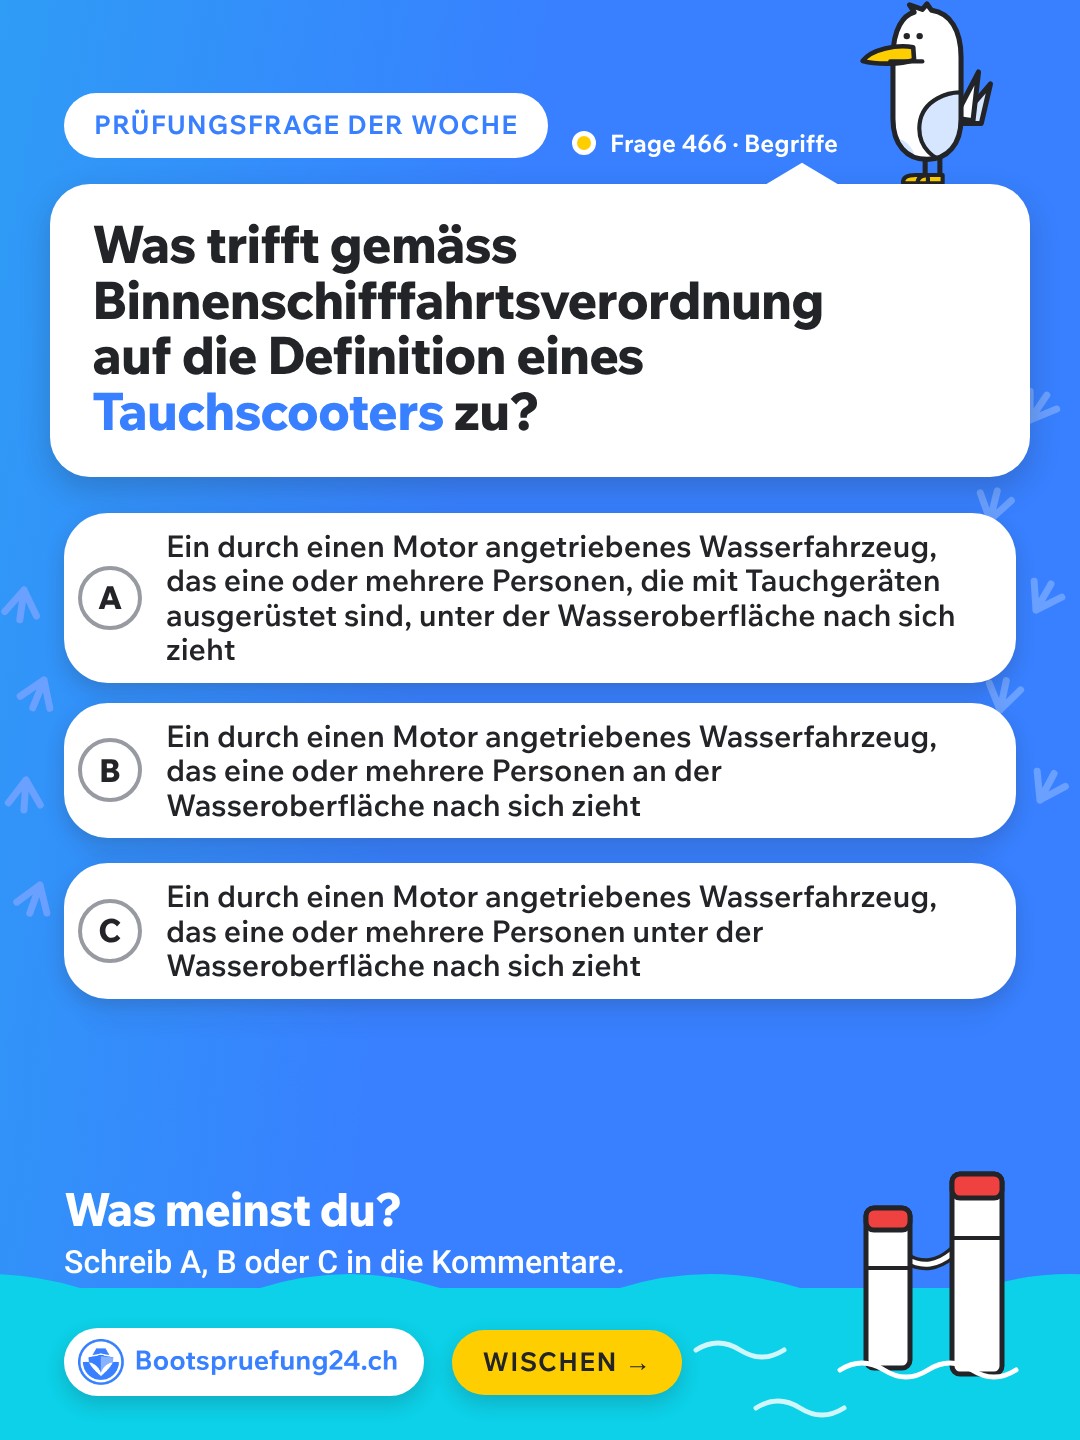 PRÜFUNGSFRAGE DER WOCHE
Frage 466 · Begriffe
Was trifft gemäss
Binnenschifffahrtsverordnung
auf die Definition eines
Tauchscooters zu?
A
Ein durch einen Motor angetriebenes Wasserfahrzeug,
das eine oder mehrere Personen, die mit Tauchgeräten
ausgerüstet sind, unter der Wasseroberfläche nach sich
zieht
B
Ein durch einen Motor angetriebenes Wasserfahrzeug,
das eine oder mehrere Personen an der
Wasseroberfläche nach sich zieht
C
Ein durch einen Motor angetriebenes Wasserfahrzeug,
das eine oder mehrere Personen unter der
Wasseroberfläche nach sich zieht
Was meinst du?
Schreib A, B oder C in die Kommentare.
Bootspruefung24.ch
WISCHEN →